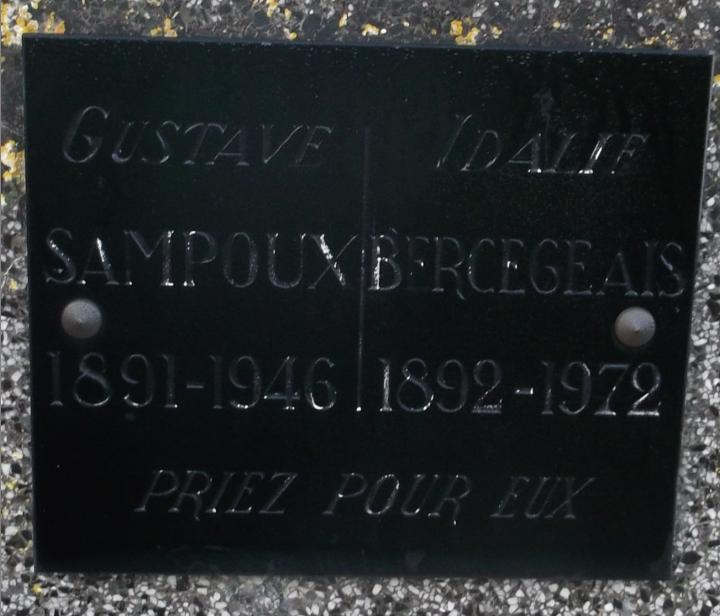 GUSTAVE
SAMPOUX
1891-1946
IDALIE
BERCEGEAIS
1892-1972
PRIEZ POUR EUX